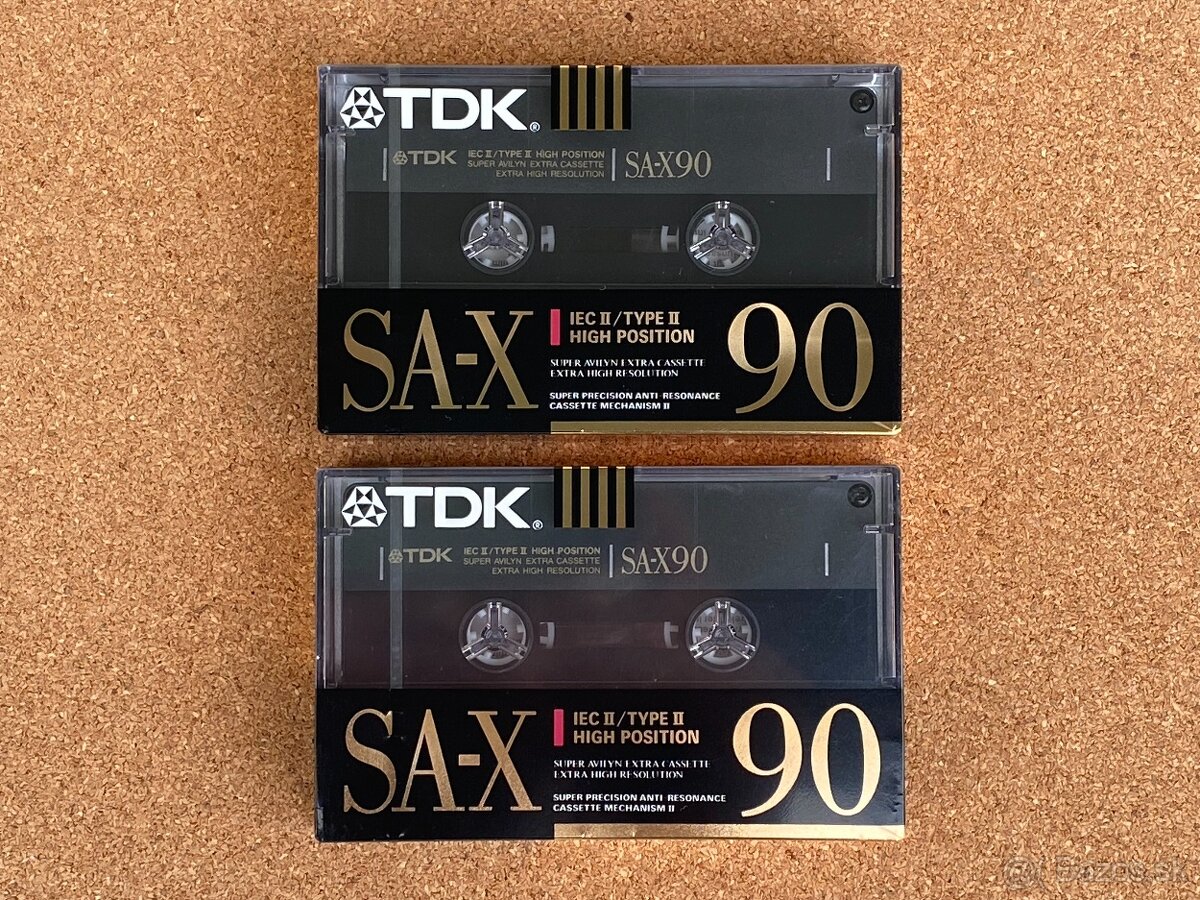 TDK®
TDK IEC II/TYPE II HIGH POSITION
SUPER AVILYN EXTRA CASSETTE
EXTRA HIGH RESOLUTION
SA-X90
SA-X
IEC II/TYPE II
HIGH POSITION
SUPER AVILYN EXTRA CASSETTE
EXTRA HIGH RESOLUTION
SUPER PRECISION ANTI-RESONANCE
CASSETTE MECHANISM II
90
TDK®
TDK IEC II/TYPE II HIGH POSITION
SUPER AVILYN EXTRA CASSETTE
EXTRA HIGH RESOLUTION
SA-X90
SA-X
IEC II/TYPE II
HIGH POSITION
SUPER AVILYN EXTRA CASSETTE
EXTRA HIGH RESOLUTION
SUPER PRECISION ANTI-RESONANCE
CASSETTE MECHANISM II
90
Bazos.sk